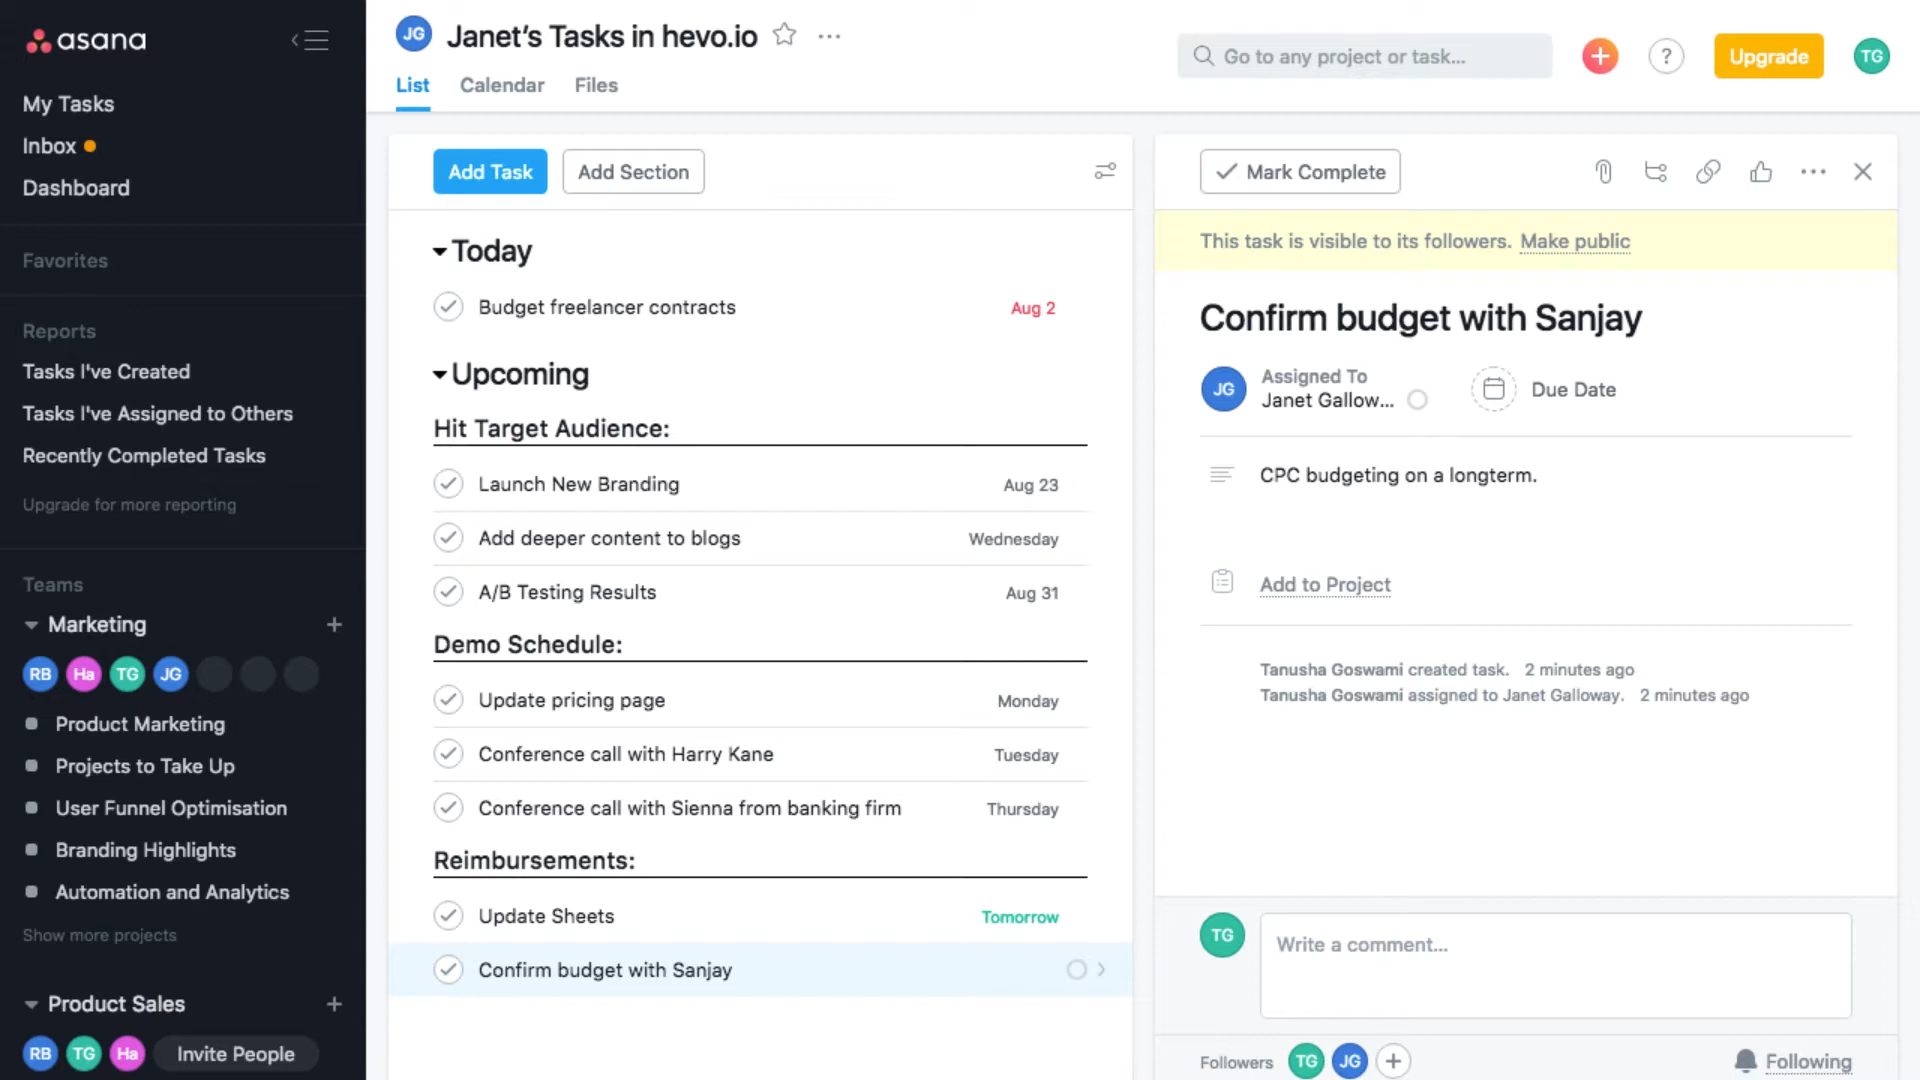 asana
My Tasks
Inbox
Dashboard
Favorites
Reports
Tasks I've Created
Tasks I've Assigned to Others
Recently Completed Tasks
Upgrade for more reporting
Teams
Marketing
RB Ha TG JG
Product Marketing
Projects to Take Up
User Funnel Optimisation
Branding Highlights
Automation and Analytics
Show more projects
Product Sales
RB TG Ha Invite People
JG Janet's Tasks in hevo.io
List Calendar Files
Go to any project or task...
? Upgrade TG
Add Task Add Section
Today
Budget freelancer contracts Aug 2
Upcoming
Hit Target Audience:
Launch New Branding Aug 23
Add deeper content to blogs Wednesday
A/B Testing Results Aug 31
Demo Schedule:
Update pricing page Monday
Conference call with Harry Kane Tuesday
Conference call with Sienna from banking firm Thursday
Reimbursements:
Update Sheets Tomorrow
Confirm budget with Sanjay
Mark Complete
This task is visible to its followers. Make public
Confirm budget with Sanjay
JG Assigned To
Janet Gallow... Due Date
CPC budgeting on a longterm.
Add to Project
Tanusha Goswami created task. 2 minutes ago
Tanusha Goswami assigned to Janet Galloway. 2 minutes ago
TG Write a comment...
Followers TG JG Following